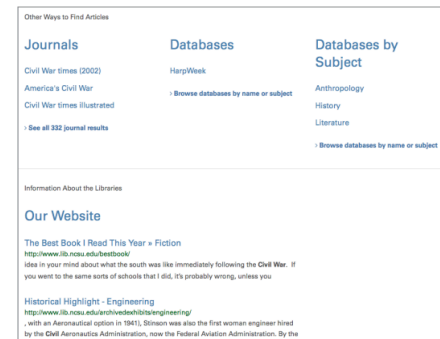 Other Ways to Find Articles
Journals
Civil War times (2002)
America's Civil War
Civil War times illustrated
› See all 332 journal results
Databases
HarpWeek
› Browse databases by name or subject
Databases by
Subject
Anthropology
History
Literature
› Browse databases by name or subject
Information About the Libraries
Our Website
The Best Book I Read This Year » Fiction
http://www.lib.ncsu.edu/bestbook/
idea in your mind about what the south was like immediately following the Civil War. If
you went to the same sorts of schools that I did, it's probably wrong, unless you
Historical Highlight - Engineering
http://www.lib.ncsu.edu/archivedexhibits/engineering/
, with an Aeronautical option in 1941), Stinson was also the first woman engineer hired
by the Civil Aeronautics Administration, now the Federal Aviation Administration. By the